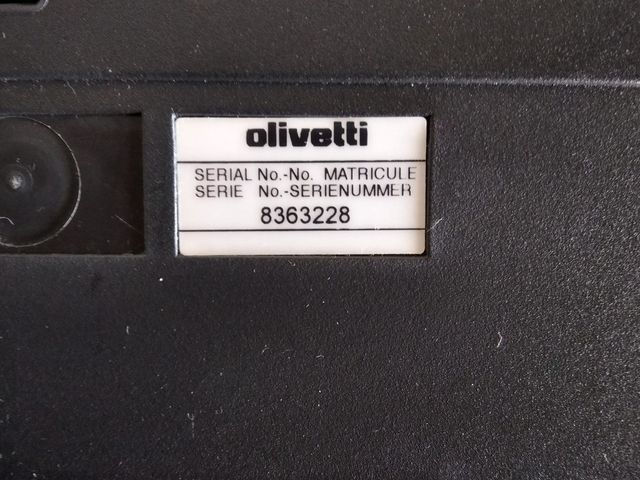 olivetti
SERIAL No.-No. MATRICULE
SERIE No.-SERIENUMMER
8363228